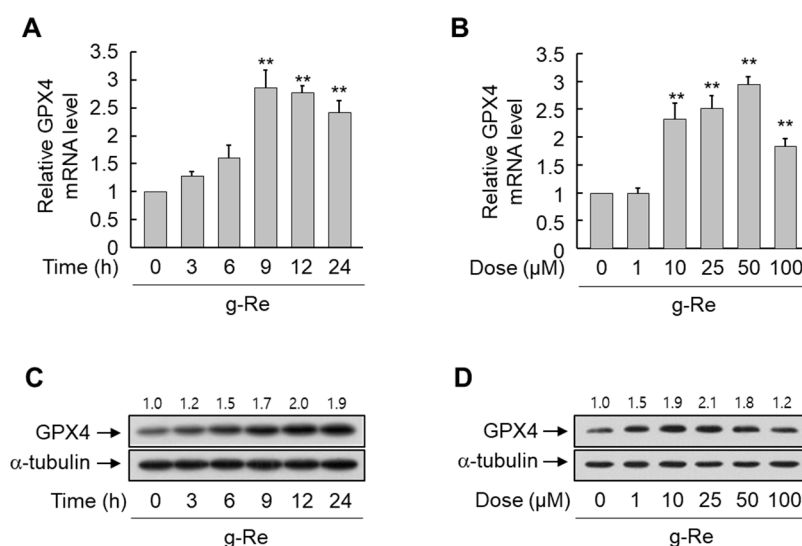 A
Relative GPX4
mRNA level
3.5
3
2.5
2
1.5
1
0.5
0
** ** **
Time (h) 0 3 6 9 12 24
g-Re
B
Relative GPX4
mRNA level
3.5
3
2.5
2
1.5
1
0.5
0
** ** ** **
Dose (µM) 0 1 10 25 50 100
g-Re
C
1.0 1.2 1.5 1.7 2.0 1.9
GPX4
α-tubulin
Time (h) 0 3 6 9 12 24
g-Re
D
1.0 1.5 1.9 2.1 1.8 1.2
GPX4
α-tubulin
Dose (µM) 0 1 10 25 50 100
g-Re